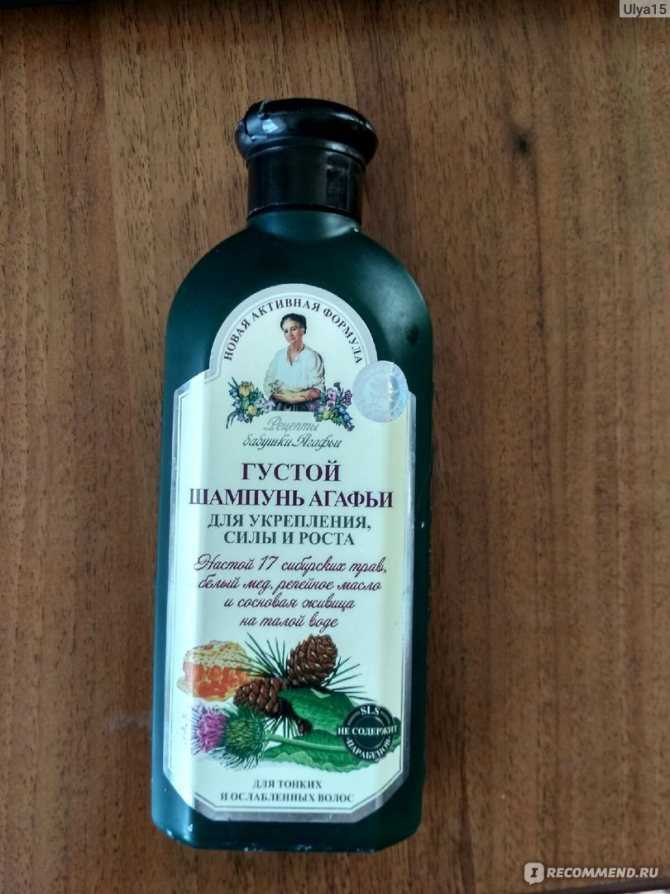 Ulya15
НОВАЯ АКТИВНАЯ ФОРМУЛА
Рецепты
бабушки Агафьи
ГУСТОЙ
ШАМПУНЬ АГАФЬИ
ДЛЯ УКРЕПЛЕНИЯ,
СИЛЫ И РОСТА
Настой 17 сибирских трав,
белый мед, репейное масло
и сосновая живица
на талой воде
SLS
НЕ СОДЕРЖИТ
ПАРАБЕНОВ
ДЛЯ ТОНКИХ
И ОСЛАБЛЕННЫХ ВОЛОС
IRECOMMEND.RU